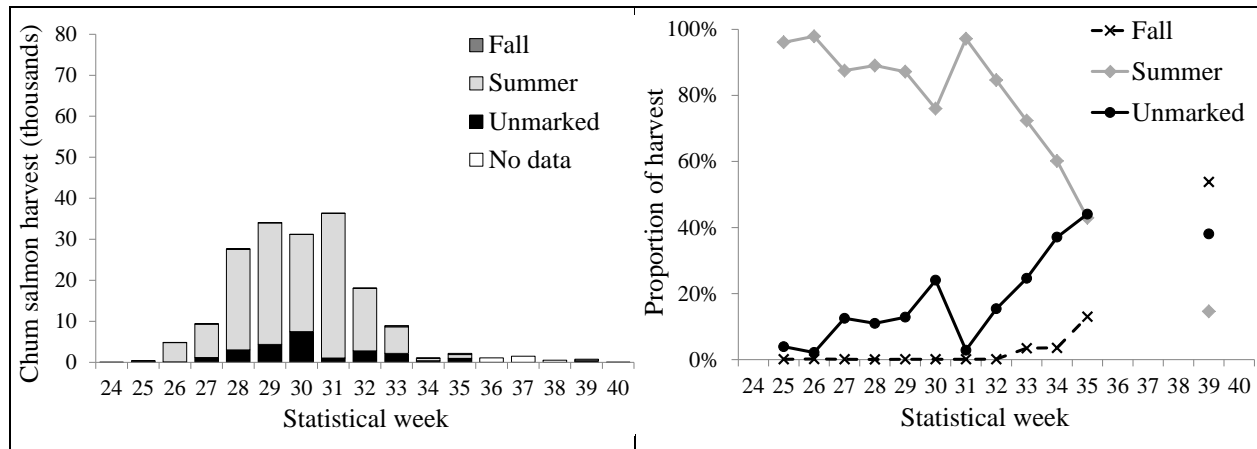 Chum salmon harvest (thousands)
80
70
60
50
40
30
20
10
0
Fall
Summer
Unmarked
No data
24 25 26 27 28 29 30 31 32 33 34 35 36 37 38 39 40
Statistical week
Proportion of harvest
100%
80%
60%
40%
20%
0%
Fall
Summer
Unmarked
24 25 26 27 28 29 30 31 32 33 34 35 36 37 38 39 40
Statistical week